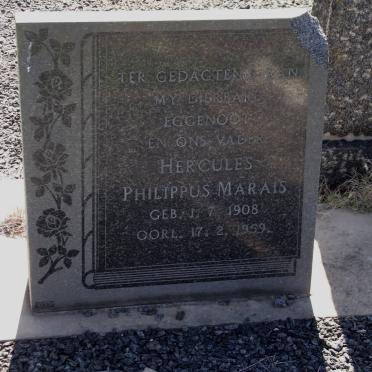 TER GEDAGTENIS AAN
MY DIERBARE
EGGENOOT
EN ONS VADER
HERCULES
PHILIPPUS MARAIS
GEB. 1. 7. 1908
OORL. 17. 2. 1959.